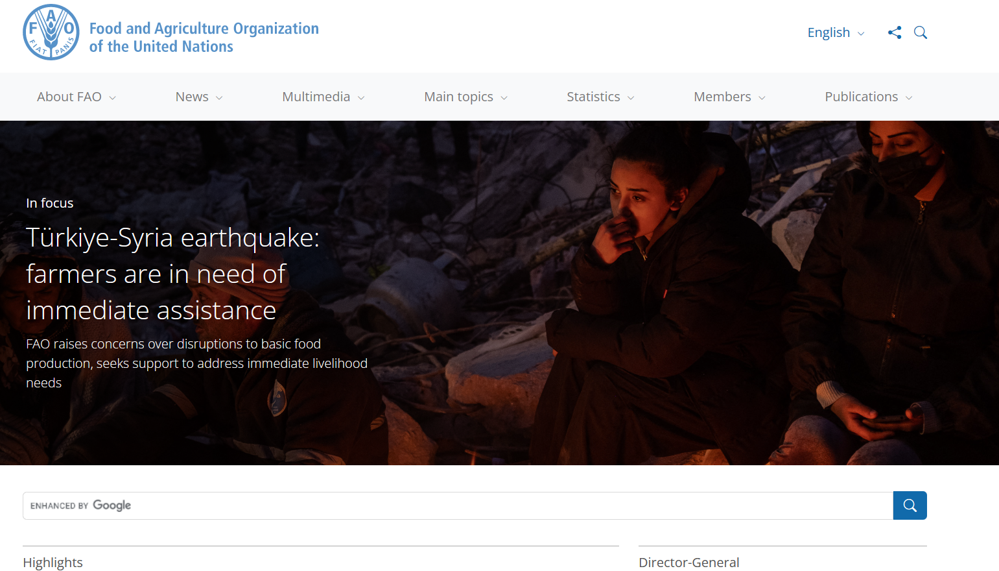 FAO
FIAT PANIS
Food and Agriculture Organization
of the United Nations
English
About FAO
News
Multimedia
Main topics
Statistics
Members
Publications
In focus
Türkiye-Syria earthquake:
farmers are in need of
immediate assistance
FAO raises concerns over disruptions to basic food
production, seeks support to address immediate livelihood
needs
ENHANCED BY Google
Highlights
Director-General